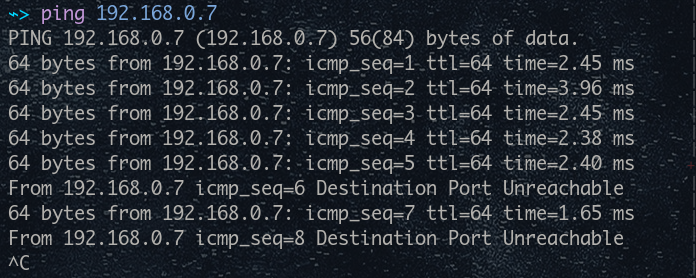 ~> ping 192.168.0.7
PING 192.168.0.7 (192.168.0.7) 56(84) bytes of data.
64 bytes from 192.168.0.7: icmp_seq=1 ttl=64 time=2.45 ms
64 bytes from 192.168.0.7: icmp_seq=2 ttl=64 time=3.96 ms
64 bytes from 192.168.0.7: icmp_seq=3 ttl=64 time=2.45 ms
64 bytes from 192.168.0.7: icmp_seq=4 ttl=64 time=2.38 ms
64 bytes from 192.168.0.7: icmp_seq=5 ttl=64 time=2.40 ms
From 192.168.0.7 icmp_seq=6 Destination Port Unreachable
64 bytes from 192.168.0.7: icmp_seq=7 ttl=64 time=1.65 ms
From 192.168.0.7 icmp_seq=8 Destination Port Unreachable
^C